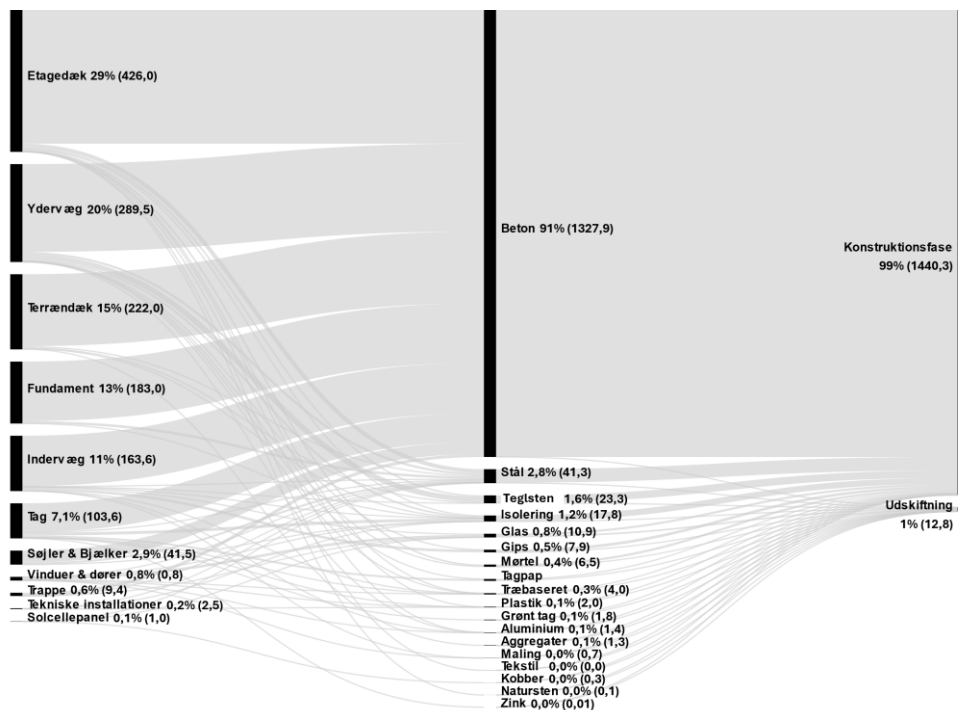 Etagedæk 29% (426,0)
Ydervæg 20% (289,5)
Terrændæk 15% (222,0)
Fundament 13% (183,0)
Indervæg 11% (163,6)
Tag 7,1% (103,6)
Søjler & Bjælker 2,9% (41,5)
Vinduer & dører 0,8% (0,8)
Trappe 0,6% (9,4)
Tekniske installationer 0,2% (2,5)
Solcellepanel 0,1% (1,0)
Beton 91% (1327,9)
Stål 2,8% (41,3)
Teglsten 1,6% (23,3)
Isolering 1,2% (17,8)
Glas 0,8% (10,9)
Gips 0,5% (7,9)
Mørtel 0,4% (6,5)
Tagpap
Træbaseret 0,3% (4,0)
Plastik 0,1% (2,0)
Grønt tag 0,1% (1,8)
Aluminium 0,1% (1,4)
Aggregater 0,1% (1,3)
Maling 0,0% (0,7)
Tekstil 0,0% (0,0)
Kobber 0,0% (0,3)
Natursten 0,0% (0,1)
Zink 0,0% (0,01)
Konstruktionsfase
99% (1440,3)
Udskiftning
1% (12,8)